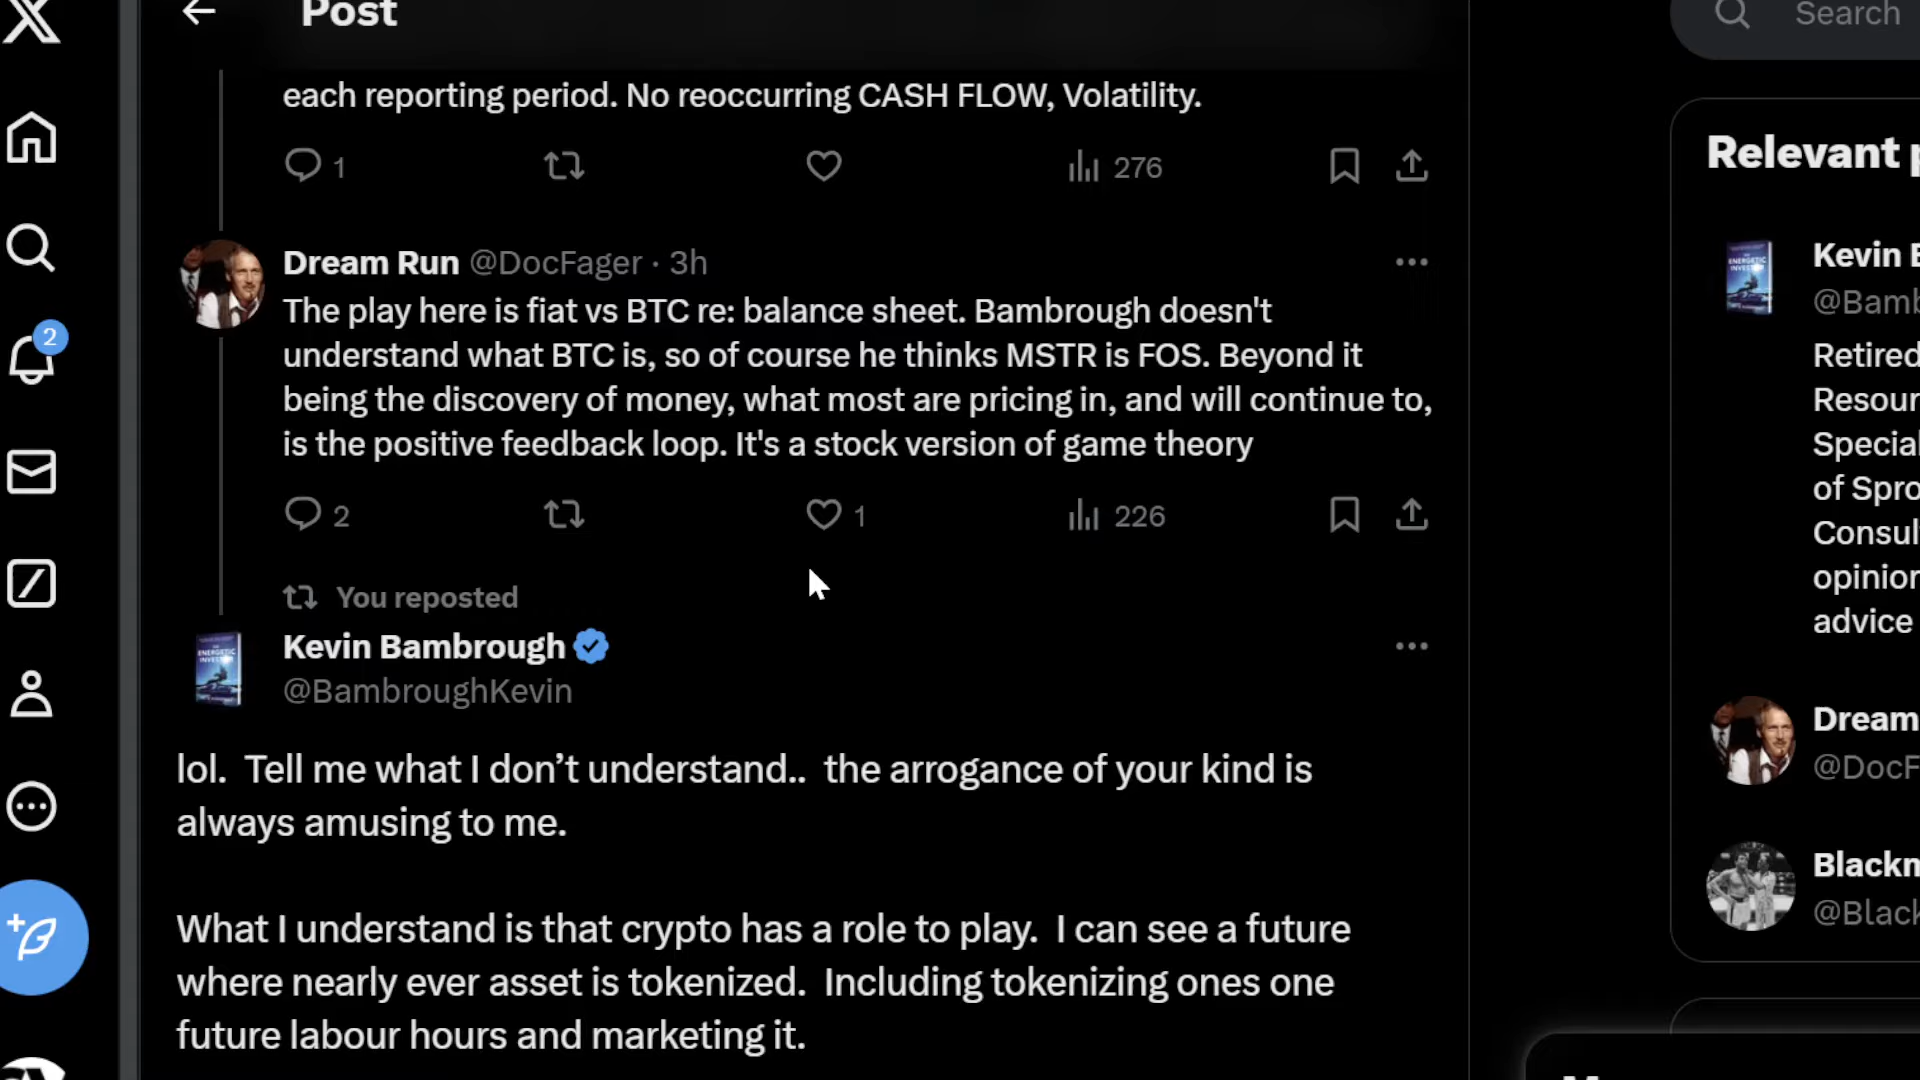 Post
Search
each reporting period. No reoccurring CASH FLOW, Volatility.
1
276
Dream Run @DocFager · 3h
The play here is fiat vs BTC re: balance sheet. Bambrough doesn't
understand what BTC is, so of course he thinks MSTR is FOS. Beyond it
being the discovery of money, what most are pricing in, and will continue to,
is the positive feedback loop. It's a stock version of game theory
2
1
226
You reposted
Kevin Bambrough
@BambroughKevin
lol. Tell me what I don’t understand.. the arrogance of your kind is
always amusing to me.
What I understand is that crypto has a role to play. I can see a future
where nearly ever asset is tokenized. Including tokenizing ones one
future labour hours and marketing it.
2
Relevant p
Kevin B
@Bamb
Retired
Resour
Special
of Spro
Consul
opinion
advice
Dream
@DocF
Blackm
@Black